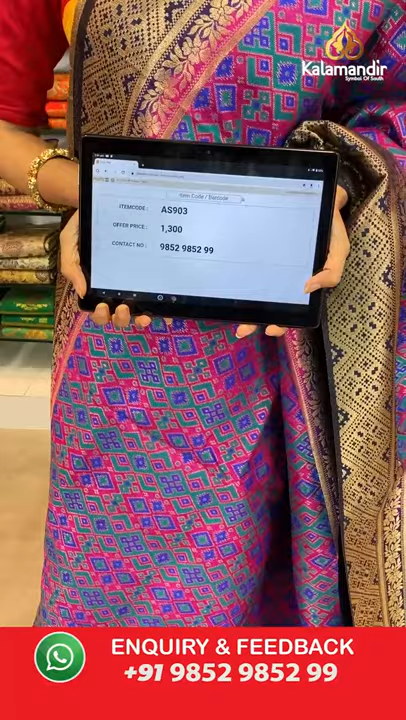 Kalamandir
Symbol Of South
Item Code / Barcode
ITEMCODE : AS903
OFFER PRICE : 1,300
CONTACT NO : 9852 9852 99
ENQUIRY & FEEDBACK
+91 9852 9852 99